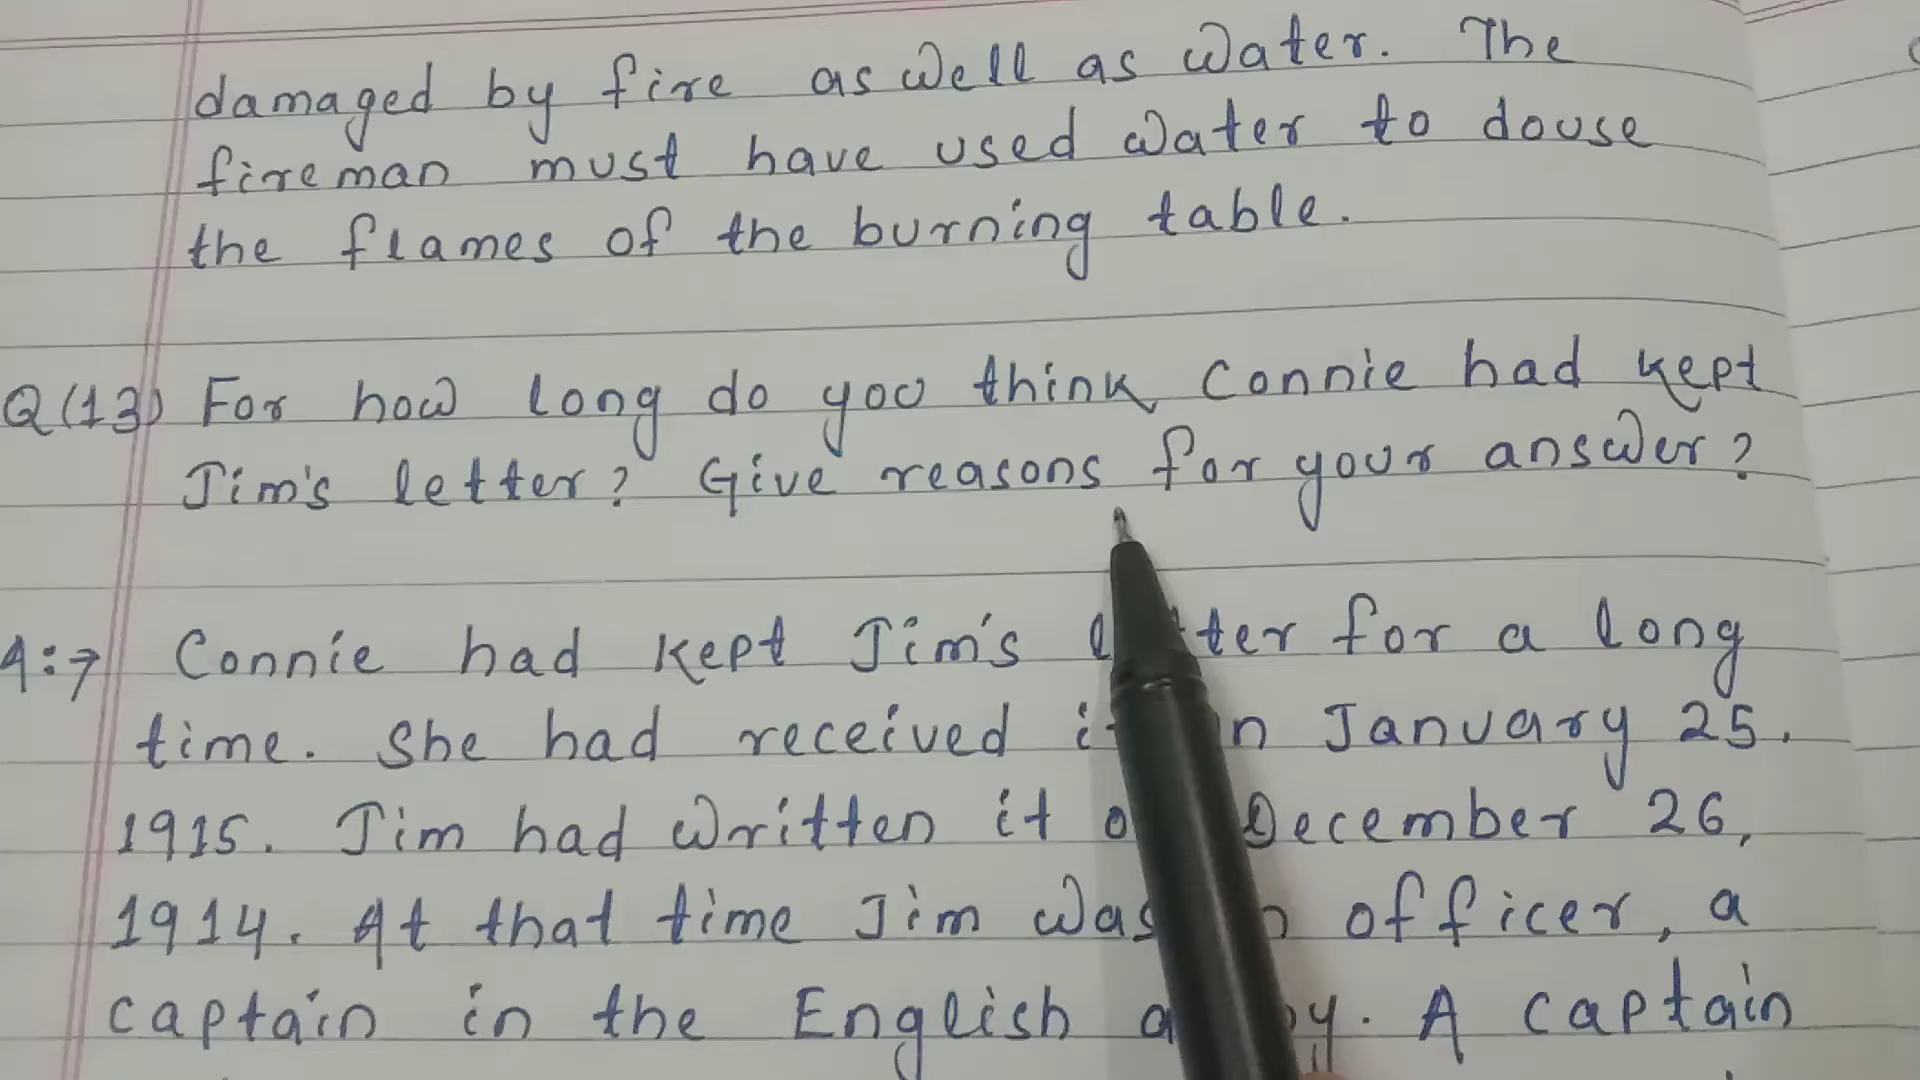 damaged by fire as well as water. The
fireman must have used water to douse
the flames of the burning table.
Q(13) For how long do you think Connie had kept
Jim's letter? Give reasons for your answer?
A:→ Connie had kept Jim's letter for a long
time. She had received in January 25.
1915. Jim had written it December 26,
1914. At that time Jim was officer, a
captain in the English A captain